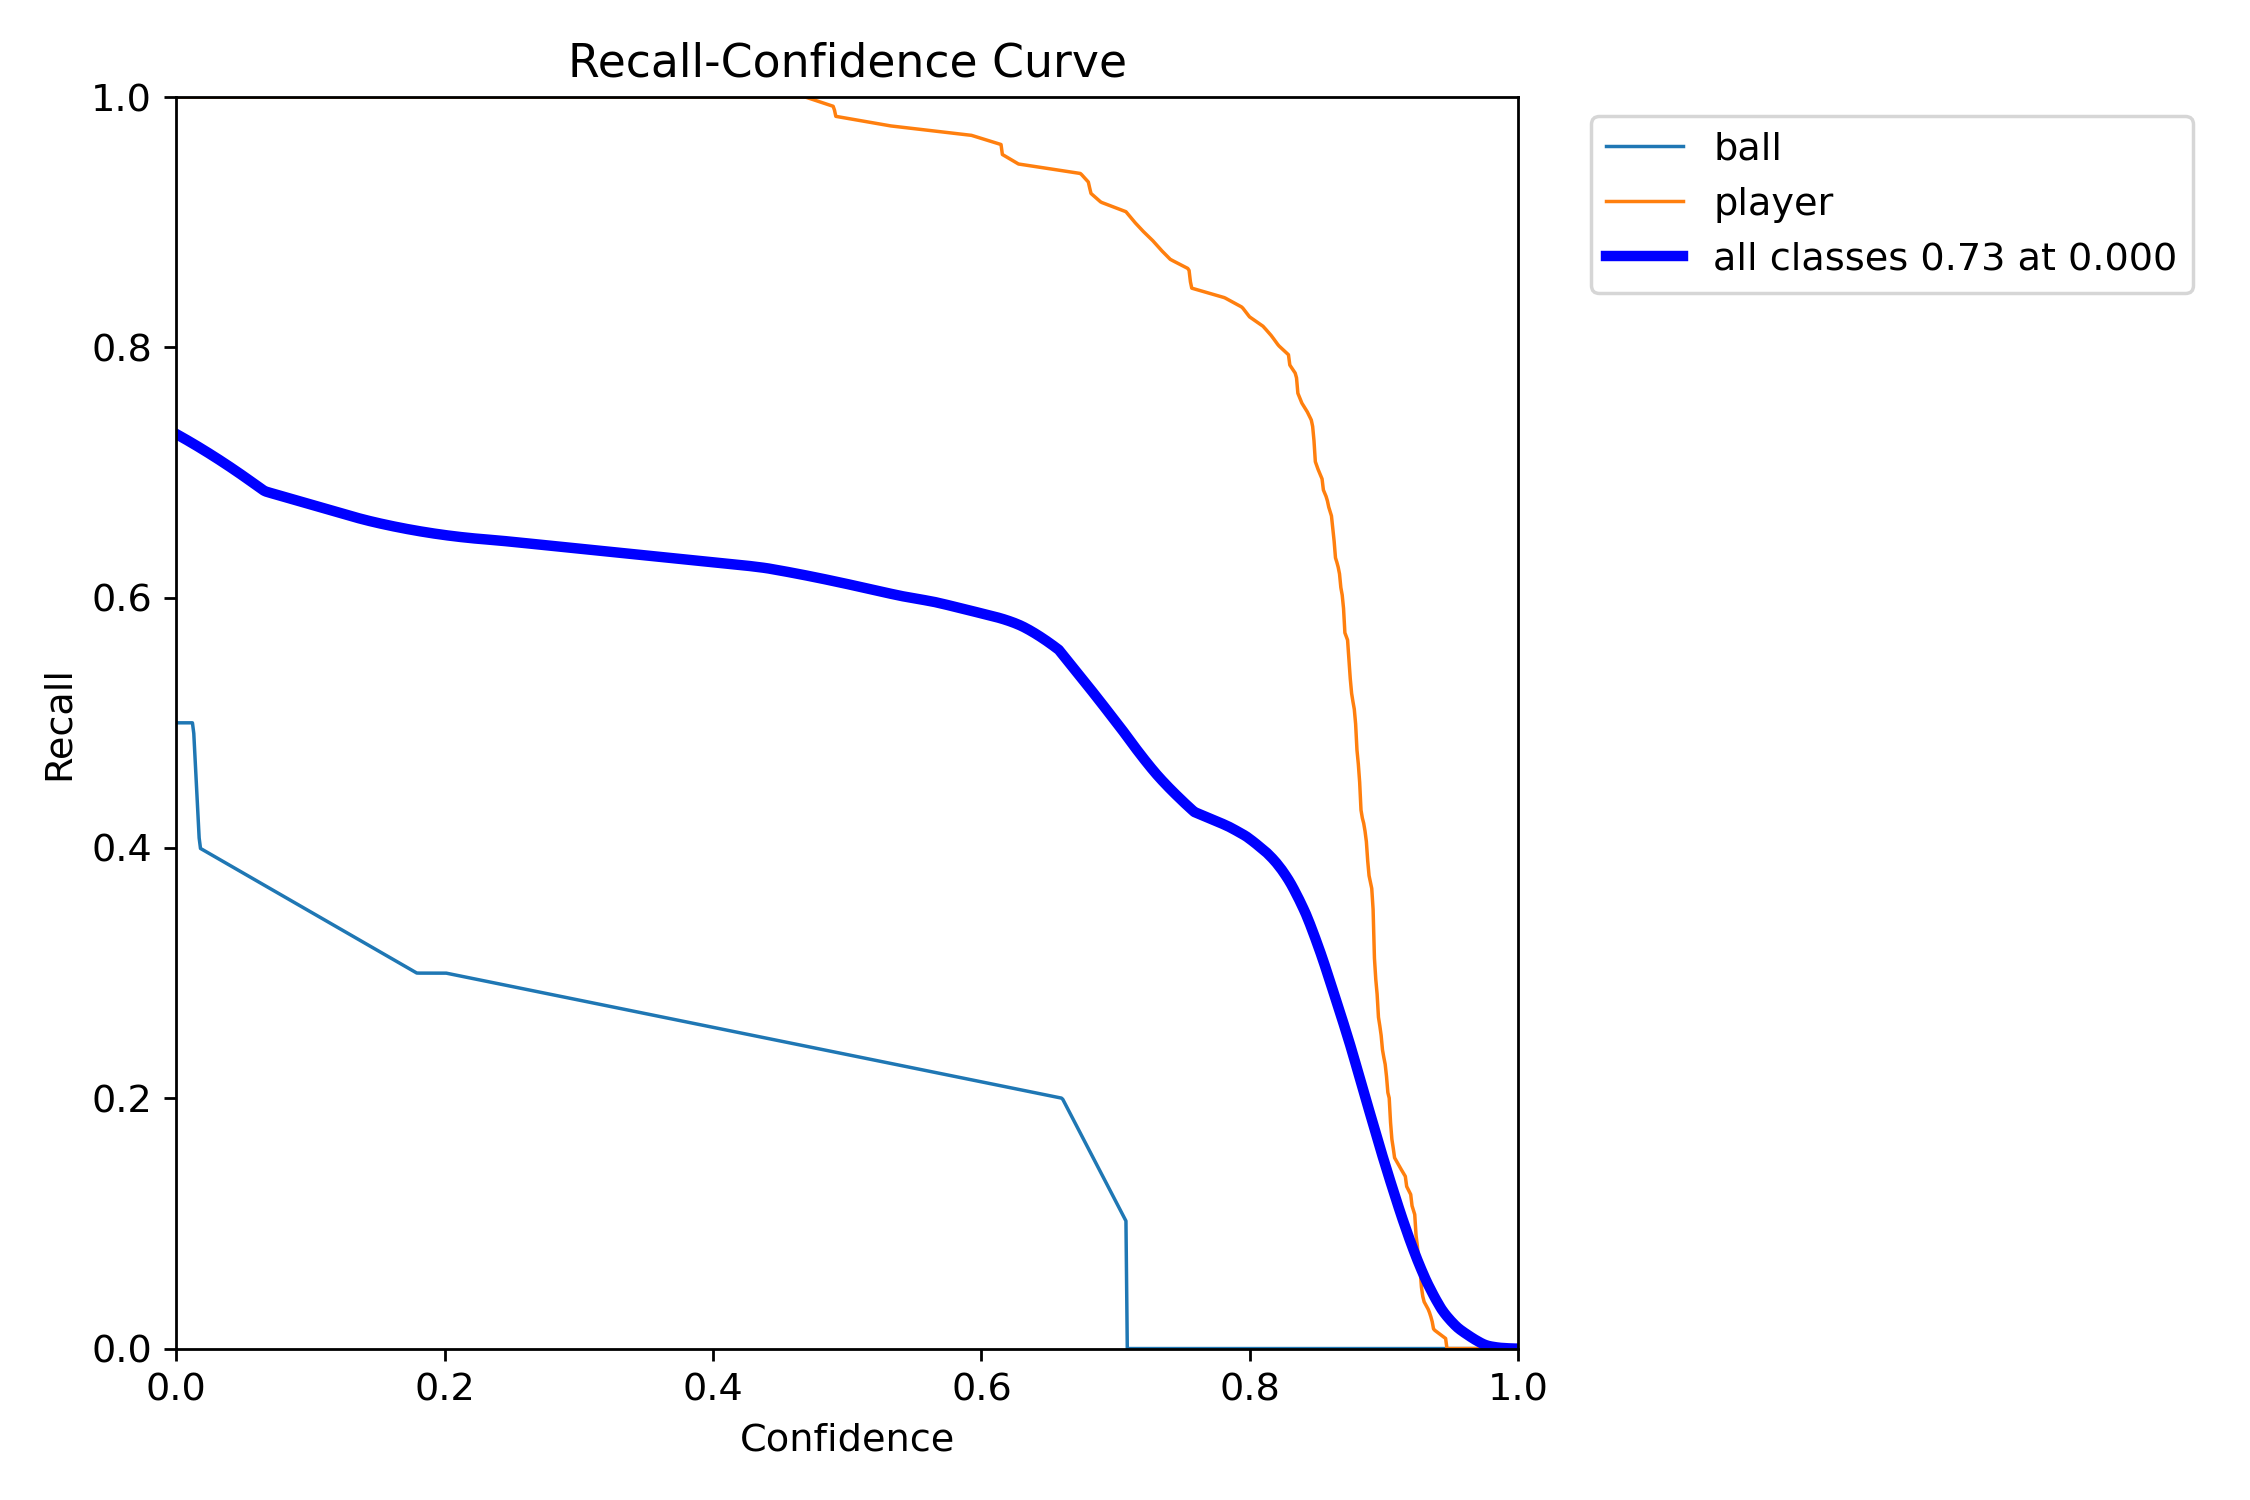 Recall-Confidence Curve
1.0
0.8
0.6
0.4
0.2
0.0
Recall
0.0 0.2 0.4 0.6 0.8 1.0
Confidence
ball
player
all classes 0.73 at 0.000